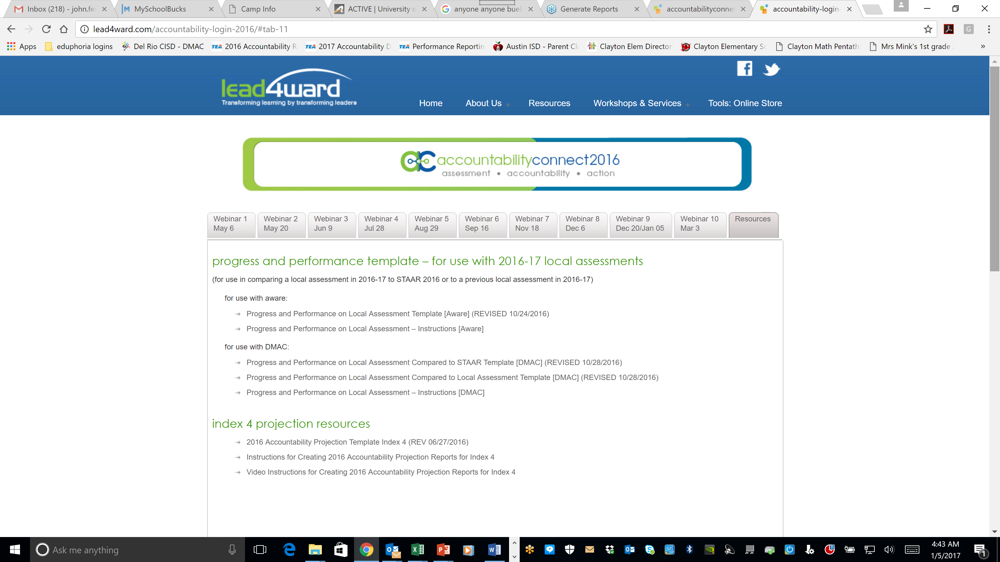 Inbox (218) - john.fes
MySchoolBucks
Camp Info
ACTIVE | University o
anyone anyone buell
Generate Reports
accountabilityconnec
accountability-login-
lead4ward.com/accountability-login-2016/#tab-11
G
Apps
eduphoria logins
Del Rio CISD - DMAC
TEA 2016 Accountability R
TEA 2017 Accountability D
TEA Performance Reportin
Austin ISD - Parent Clo
Clayton Elem Director
Clayton Elementary Sc
Clayton Math Pentath
Mrs Mink's 1st grade 2
»
lead4ward
Transforming learning by transforming leaders
Home
About Us +
Resources
Workshops & Services +
Tools: Online Store
ac accountabilityconnect2016
assessment • accountability • action
Webinar 1
May 6
Webinar 2
May 20
Webinar 3
Jun 9
Webinar 4
Jul 28
Webinar 5
Aug 29
Webinar 6
Sep 16
Webinar 7
Nov 18
Webinar 8
Dec 6
Webinar 9
Dec 20/Jan 05
Webinar 10
Mar 3
Resources
progress and performance template – for use with 2016-17 local assessments
(for use in comparing a local assessment in 2016-17 to STAAR 2016 or to a previous local assessment in 2016-17)
for use with aware:
Progress and Performance on Local Assessment Template [Aware] (REVISED 10/24/2016)
Progress and Performance on Local Assessment – Instructions [Aware]
for use with DMAC:
Progress and Performance on Local Assessment Compared to STAAR Template [DMAC] (REVISED 10/28/2016)
Progress and Performance on Local Assessment Compared to Local Assessment Template [DMAC] (REVISED 10/28/2016)
Progress and Performance on Local Assessment – Instructions [DMAC]
index 4 projection resources
2016 Accountability Projection Template Index 4 (REV 06/27/2016)
Instructions for Creating 2016 Accountability Projection Reports for Index 4
Video Instructions for Creating 2016 Accountability Projection Reports for Index 4
Ask me anything
4:43 AM
1/5/2017
1